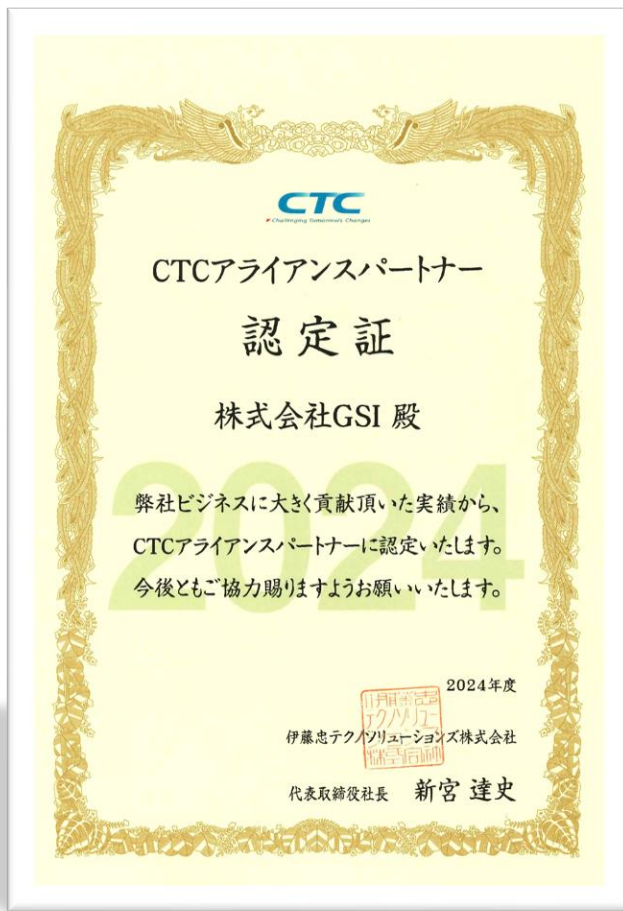 CTC
Challenging Tomorrow's Changes
CTCアライアンスパートナー
認定証
株式会社GSI 殿
2024
弊社ビジネスに大きく貢献頂いた実績から、
CTCアライアンスパートナーに認定いたします。
今後ともご協力賜りますようお願いいたします。
2024年度
伊藤忠テクノソリューションズ株式会社
代表取締役社長 新宮 達史